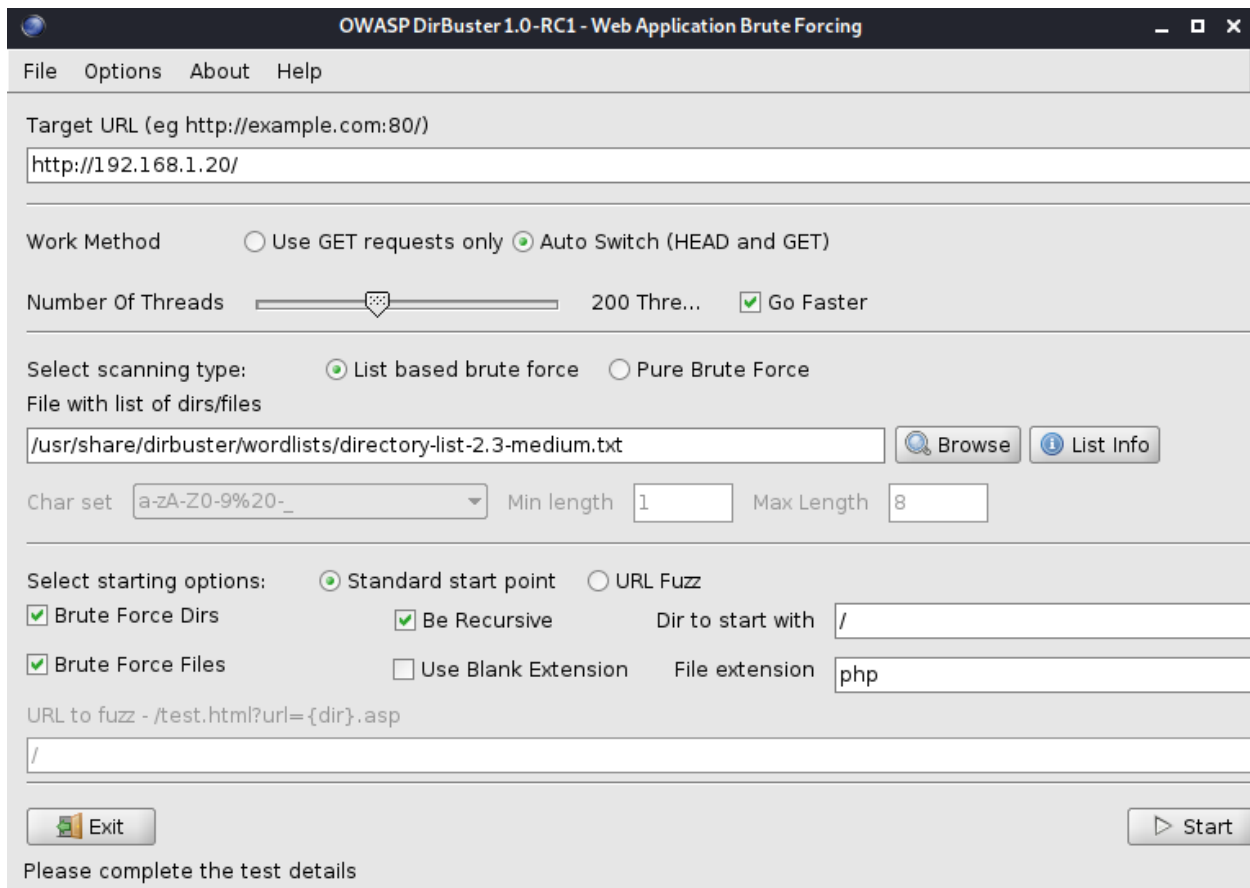 OWASP DirBuster 1.0-RC1 - Web Application Brute Forcing
File Options About Help
Target URL (eg http://example.com:80/)
http://192.168.1.20/
Work Method Use GET requests only Auto Switch (HEAD and GET)
Number Of Threads 200 Thre... Go Faster
Select scanning type: List based brute force Pure Brute Force
File with list of dirs/files
/usr/share/dirbuster/wordlists/directory-list-2.3-medium.txt Browse List Info
Char set a-zA-Z0-9%20-_ Min length 1 Max Length 8
Select starting options: Standard start point URL Fuzz
Brute Force Dirs Be Recursive Dir to start with /
Brute Force Files Use Blank Extension File extension php
URL to fuzz - /test.html?url={dir}.asp
/
Exit Start
Please complete the test details